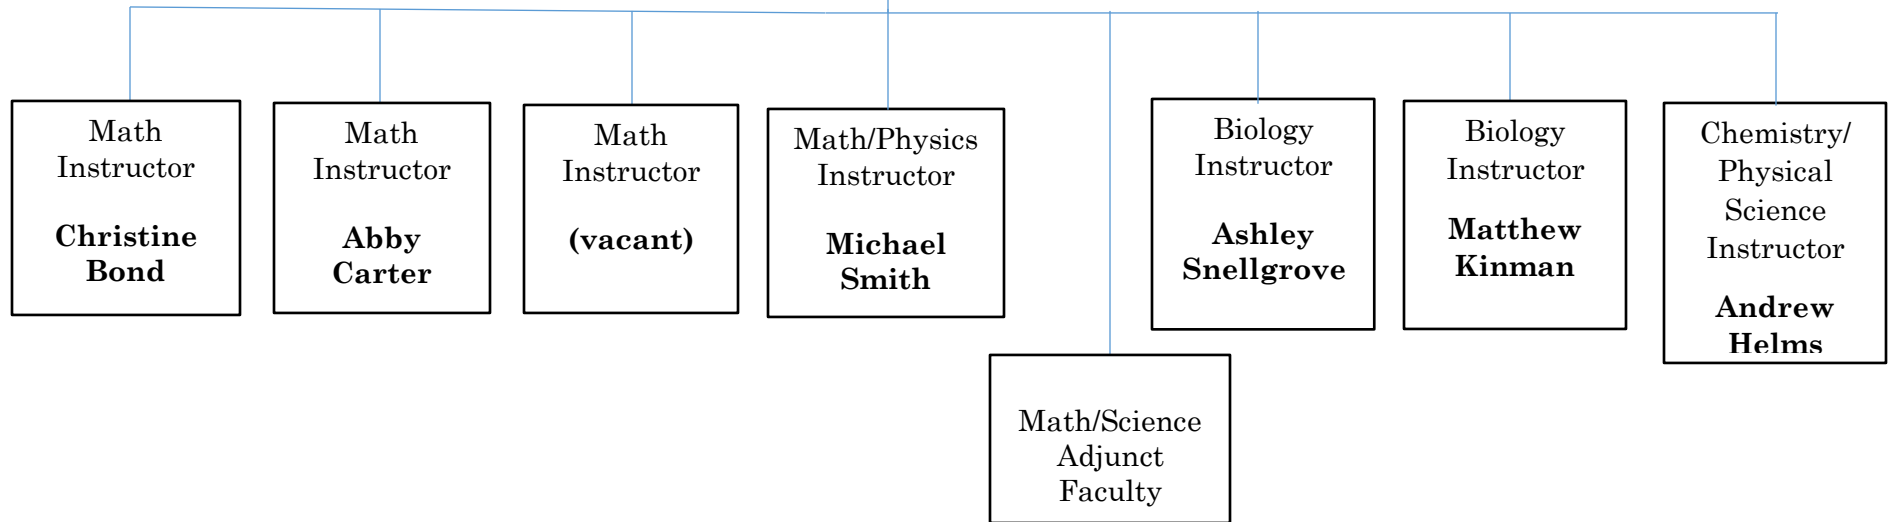 Math
Instructor
Christine
Bond
Math
Instructor
Abby
Carter
Math
Instructor
(vacant)
Math/Physics
Instructor
Michael
Smith
Biology
Instructor
Ashley
Snellgrove
Biology
Instructor
Matthew
Kinman
Chemistry/
Physical
Science
Instructor
Andrew
Helms
Math/Science
Adjunct
Faculty